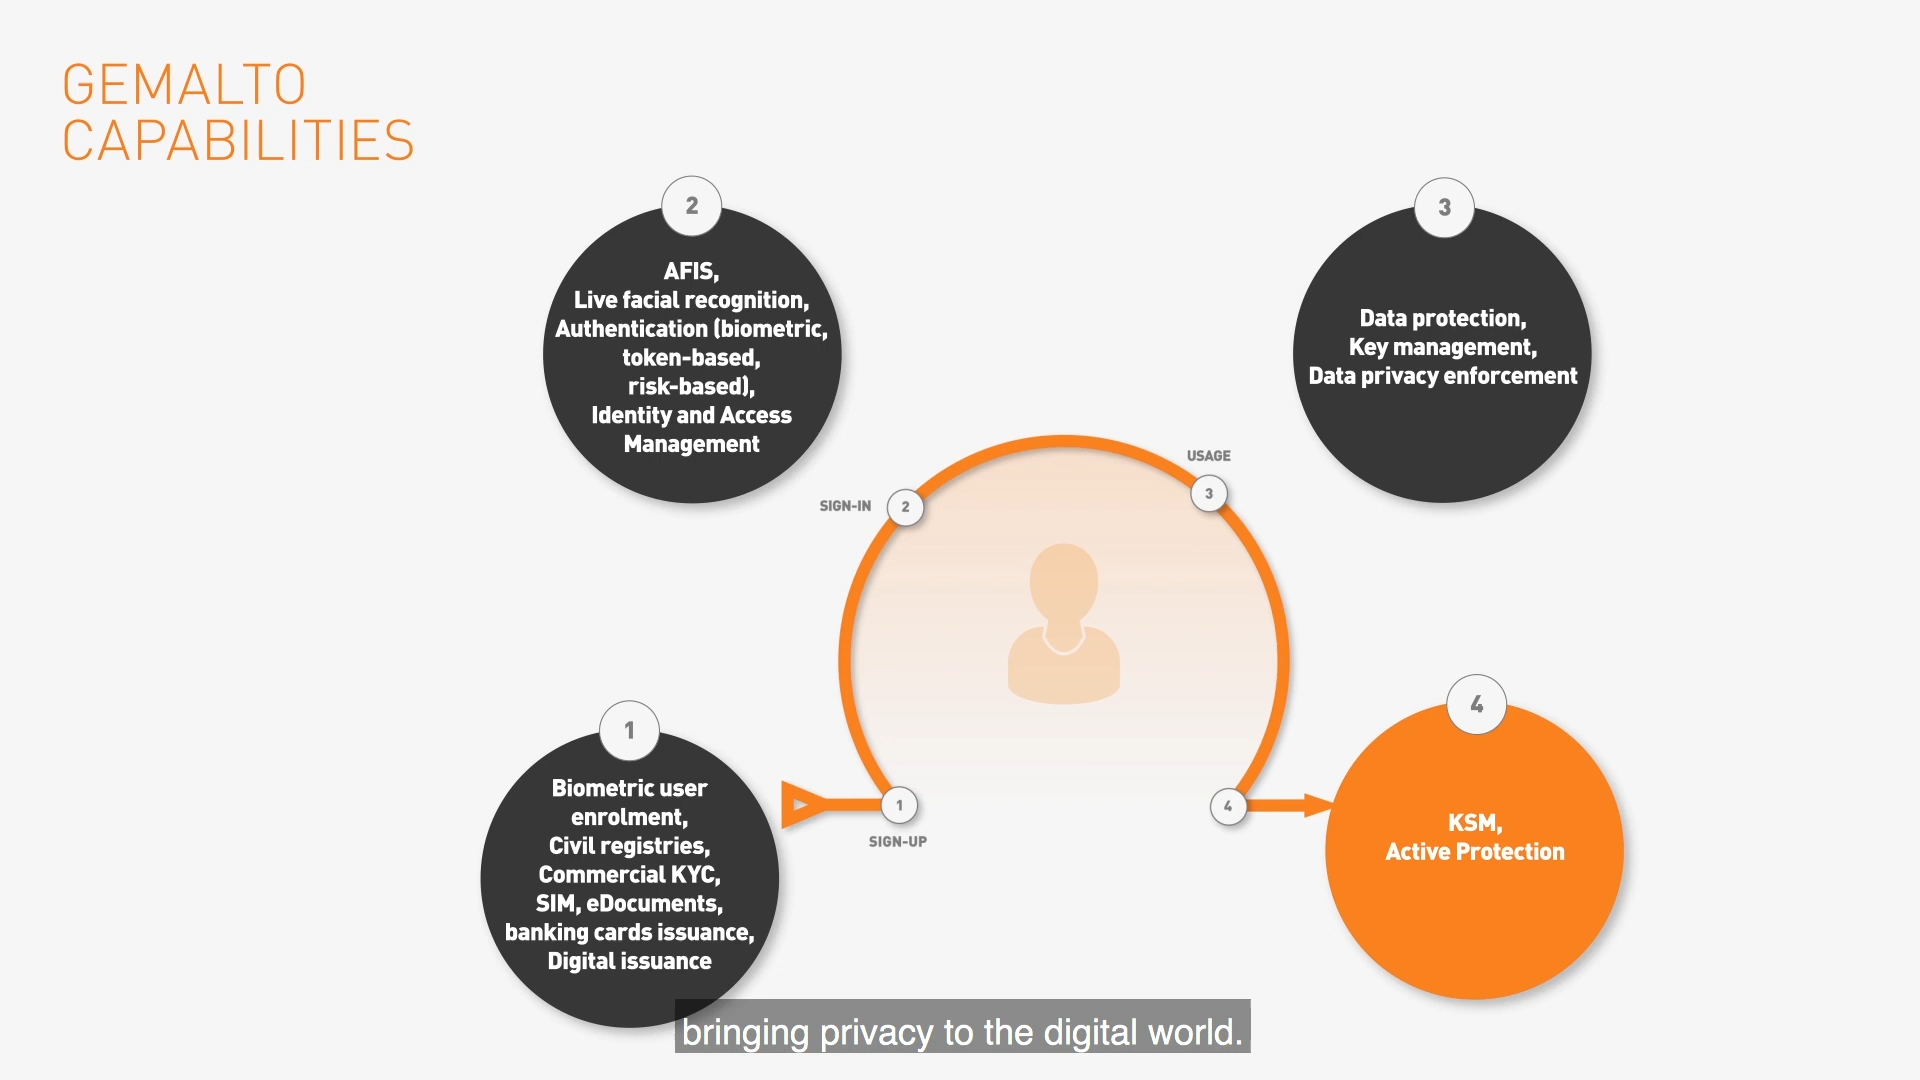 GEMALTO
CAPABILITIES
2
AFIS,
Live facial recognition,
Authentication (biometric,
token-based,
risk-based),
Identity and Access
Management
3
Data protection,
Key management,
Data privacy enforcement
USAGE
3
SIGN-IN
2
1
Biometric user
enrolment,
Civil registries,
Commercial KYC,
SIM, eDocuments,
banking cards issuance,
Digital issuance
1
SIGN-UP
4
4
KSM,
Active Protection
bringing privacy to the digital world.